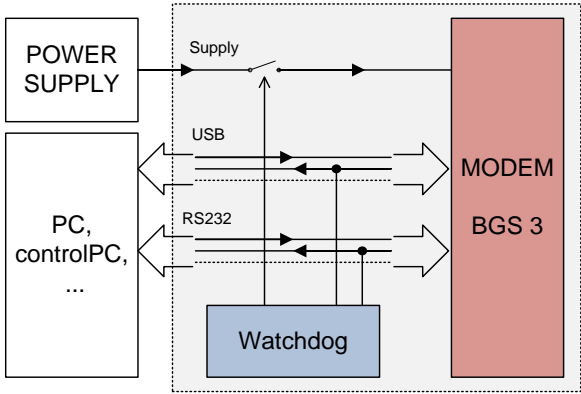 POWER
SUPPLY
Supply
USB
PC,
controlPC,
...
RS232
MODEM
BGS 3
Watchdog